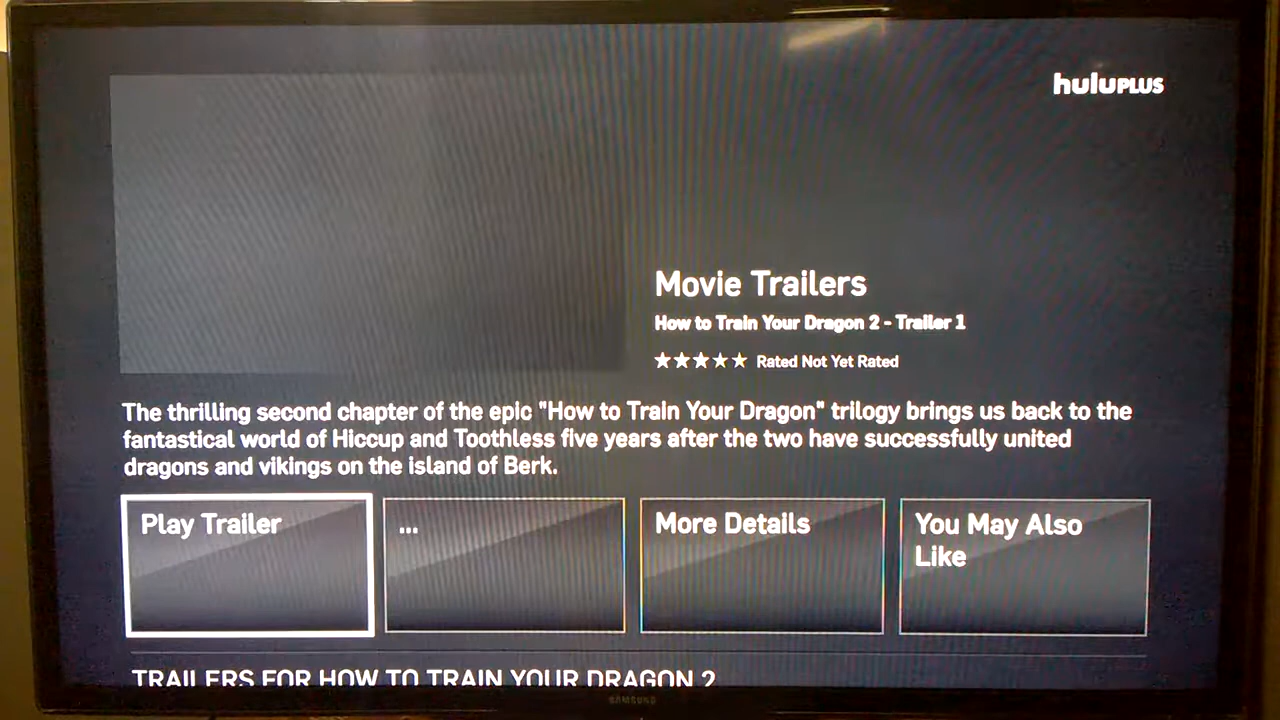 huluPLUS
Movie Trailers
How to Train Your Dragon 2 - Trailer 1
Rated Not Yet Rated
The thrilling second chapter of the epic "How to Train Your Dragon" trilogy brings us back to the
fantastical world of Hiccup and Toothless five years after the two have successfully united
dragons and vikings on the island of Berk.
Play Trailer
...
More Details
You May Also
Like
TRAILERS FOR HOW TO TRAIN YOUR DRAGON 2
SAMSUNG